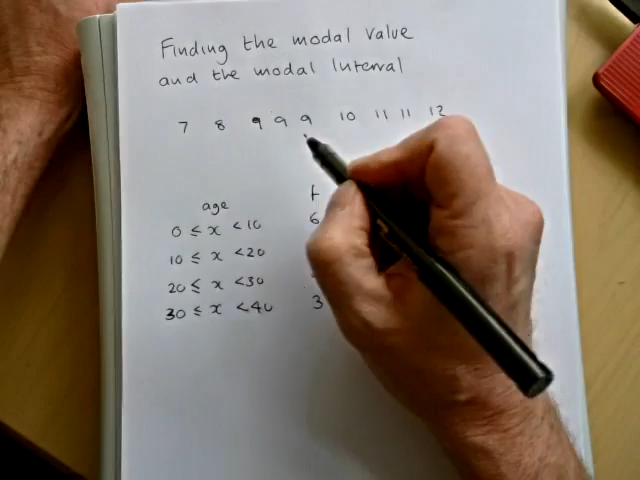 Finding the modal value
and the modal Interval
7 8 9 9 9 10 11 11 12
age f
0 ≤ x < 10 6
10 ≤ x < 20
20 ≤ x < 30
30 ≤ x < 40 3